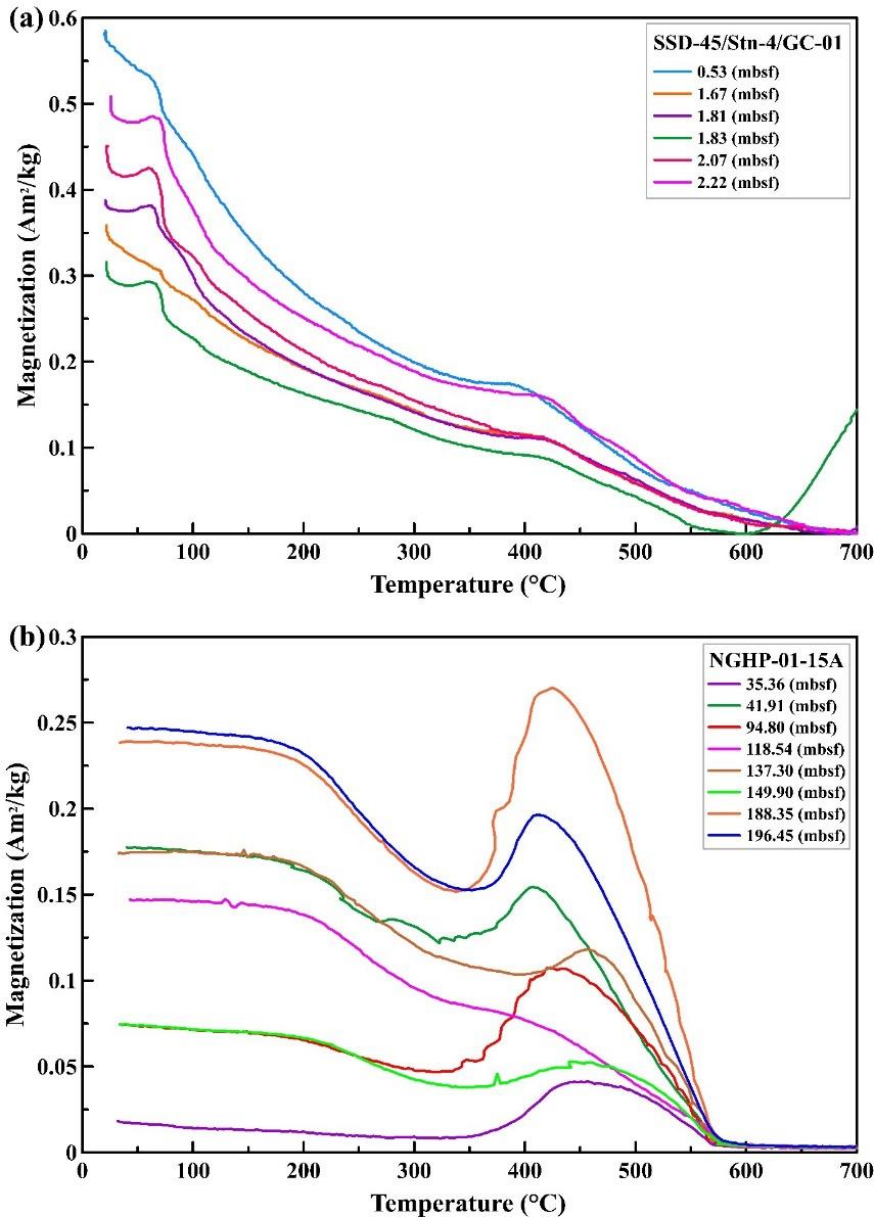 (a)
0.6
0.5
0.4
0.3
0.2
0.1
0
Magnetization (Am²/kg)
SSD-45/Stn-4/GC-01
0.53 (mbsf)
1.67 (mbsf)
1.81 (mbsf)
1.83 (mbsf)
2.07 (mbsf)
2.22 (mbsf)
0 100 200 300 400 500 600 700
Temperature (°C)
(b)
0.3
0.25
0.2
0.15
0.1
0.05
0
Magnetization (Am²/kg)
NGHP-01-15A
35.36 (mbsf)
41.91 (mbsf)
94.80 (mbsf)
118.54 (mbsf)
137.30 (mbsf)
149.90 (mbsf)
188.35 (mbsf)
196.45 (mbsf)
0 100 200 300 400 500 600 700
Temperature (°C)